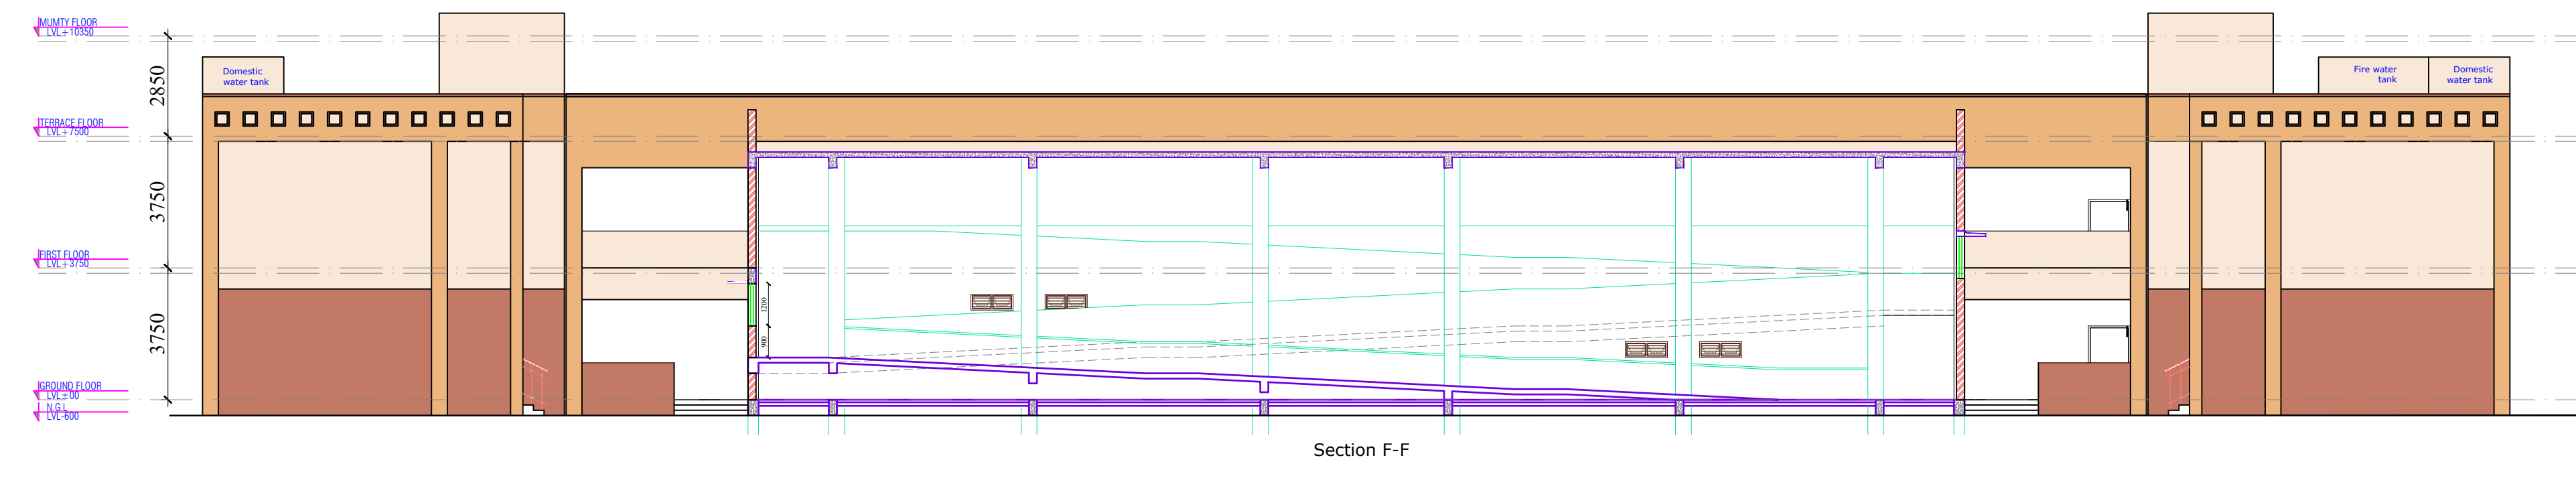 MUMTY FLOOR
LVL+10350
2850
Domestic
water tank
Fire water
tank
Domestic
water tank
TERRACE FLOOR
LVL+7500
3750
FIRST FLOOR
LVL+3750
1200
3750
900
GROUND FLOOR
LVL±00
N.G.L
LVL-600
Section F-F